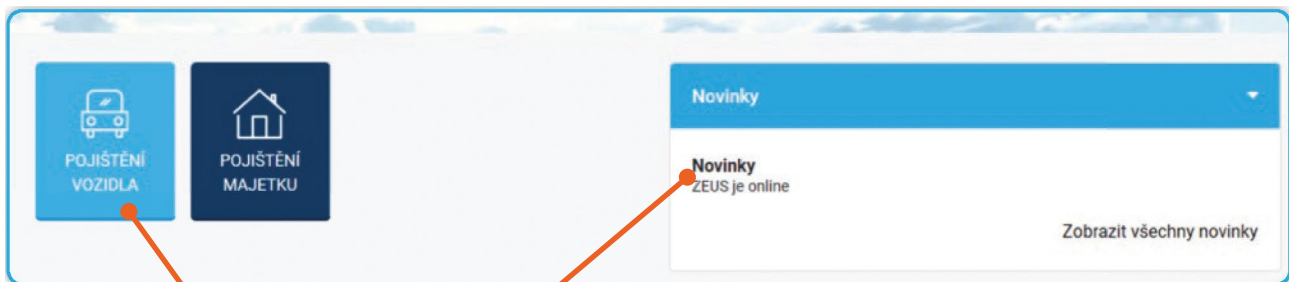 POJIŠTĚNÍ
VOZIDLA
POJIŠTĚNÍ
MAJETKU
Novinky
Novinky
ZEUS je online
Zobrazit všechny novinky